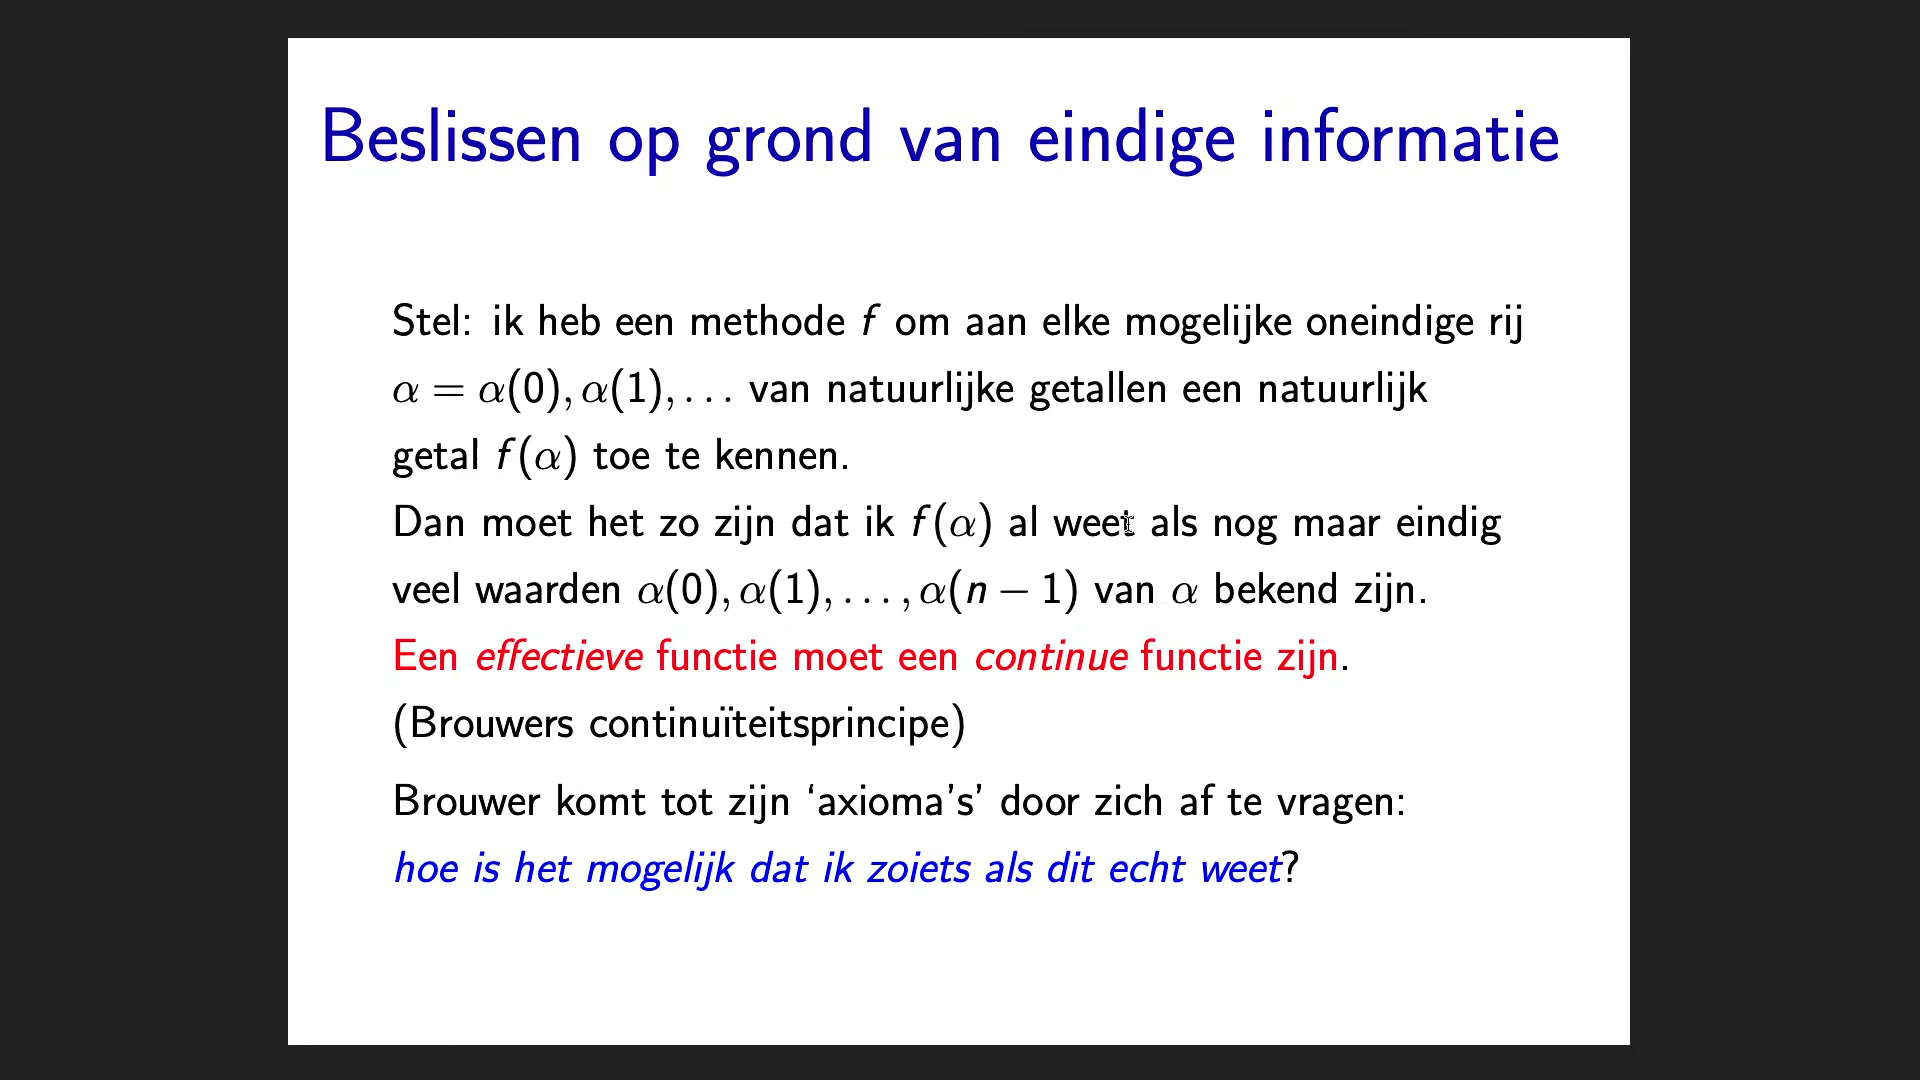 Beslissen op grond van eindige informatie
Stel: ik heb een methode f om aan elke mogelijke oneindige rij
α = α(0), α(1), . . . van natuurlijke getallen een natuurlijk
getal f(α) toe te kennen.
Dan moet het zo zijn dat ik f(α) al weet als nog maar eindig
veel waarden α(0), α(1), . . . , α(n − 1) van α bekend zijn.
Een effectieve functie moet een continue functie zijn.
(Brouwers continuïteitsprincipe)
Brouwer komt tot zijn ‘axioma’s’ door zich af te vragen:
hoe is het mogelijk dat ik zoiets als dit echt weet?